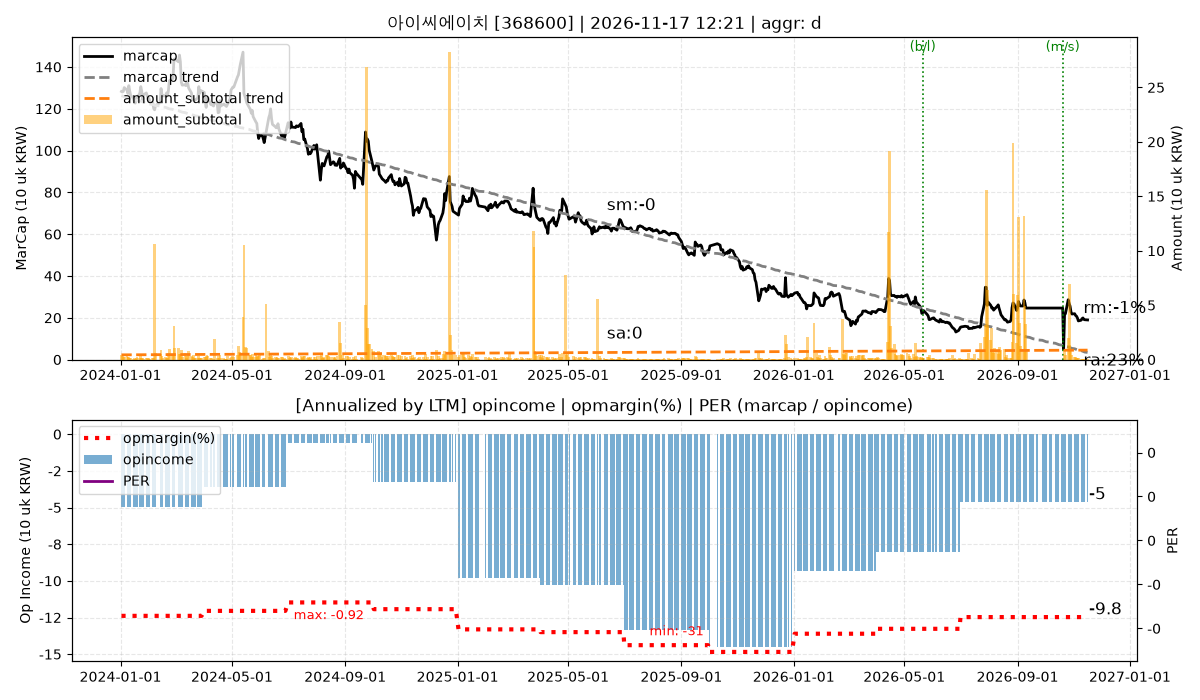 아이씨에이치 [368600] | 2026-11-17 12:21 | aggr: d
(b/l)
(m/s)
marcap
marcap trend
amount_subtotal trend
amount_subtotal
MarCap (10 uk KRW)
140
120
100
80
60
40
20
0
Amount (10 uk KRW)
25
20
15
10
5
0
sm:-0
sa:0
rm:-1%
ra:23%
2024-01-01
2024-05-01
2024-09-01
2025-01-01
2025-05-01
2025-09-01
2026-01-01
2026-05-01
2026-09-01
2027-01-01
[Annualized by LTM] opincome | opmargin(%) | PER (marcap / opincome)
opmargin(%)
opincome
PER
Op Income (10 uk KRW)
0
-2
-5
-8
-10
-12
-15
PER
0
0
0
-0
-0
-5
-9.8
max: -0.92
min: -31
2024-01-01
2024-05-01
2024-09-01
2025-01-01
2025-05-01
2025-09-01
2026-01-01
2026-05-01
2026-09-01
2027-01-01